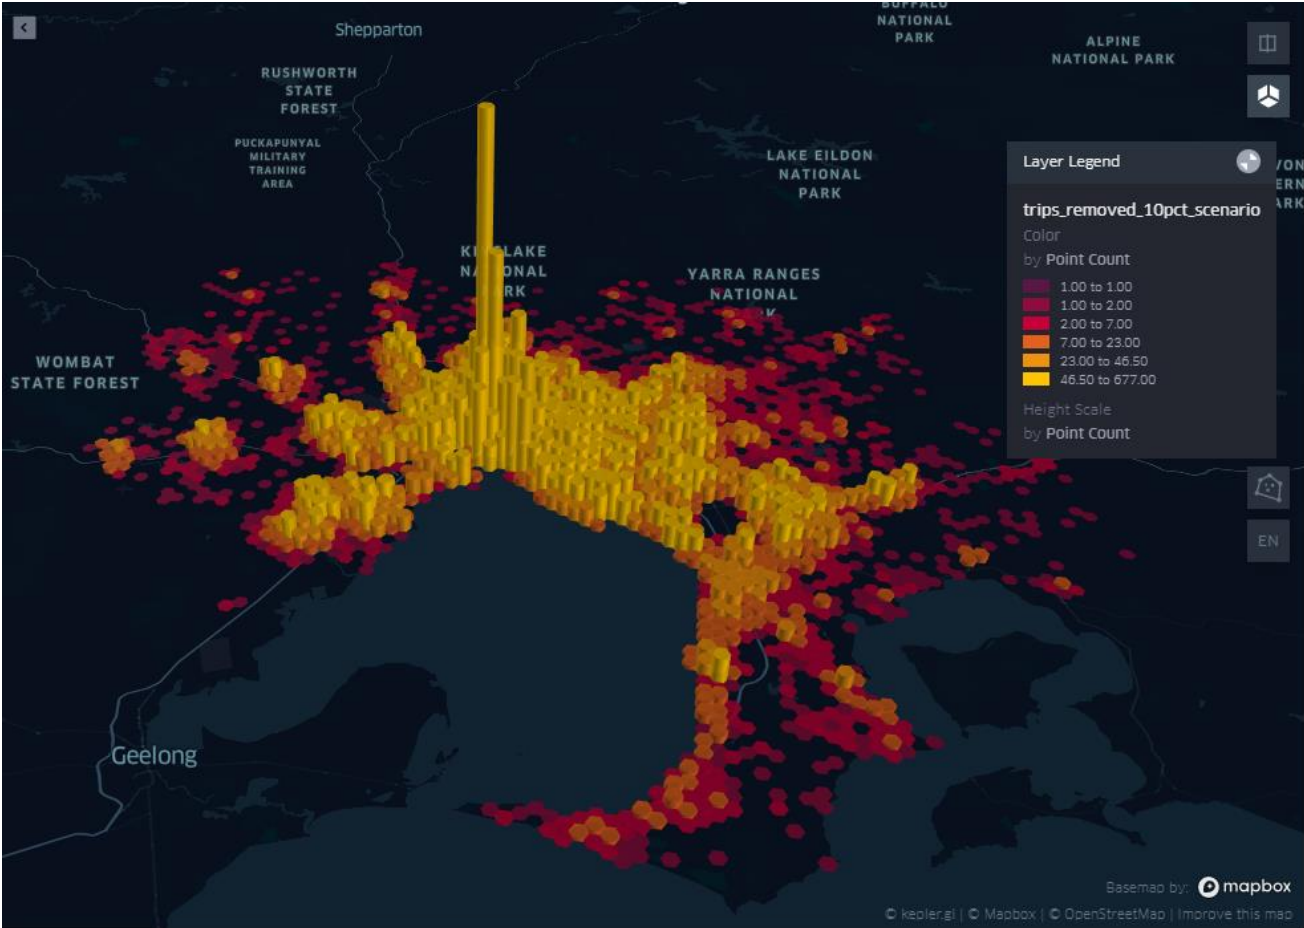 Shepparton
BUFFALO
NATIONAL
PARK
ALPINE
NATIONAL PARK
RUSHWORTH
STATE
FOREST
PUCKAPUNYAL
MILITARY
TRAINING
AREA
LAKE EILDON
NATIONAL
PARK
YARRA RANGES
NATIONAL
WOMBAT
STATE FOREST
Geelong
Layer Legend
trips_removed_10pct_scenario
Color
by Point Count
1.00 to 1.00
1.00 to 2.00
2.00 to 7.00
7.00 to 23.00
23.00 to 46.50
46.50 to 677.00
Height Scale
by Point Count
EN
Basemap by: mapbox
© kepler.gl | © Mapbox | © OpenStreetMap | Improve this map